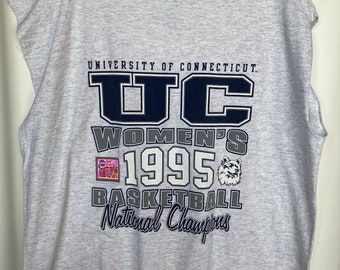 UNIVERSITY OF CONNECTICUT.
UC
WOMEN'S
1995
BASKETBALL
National Champions